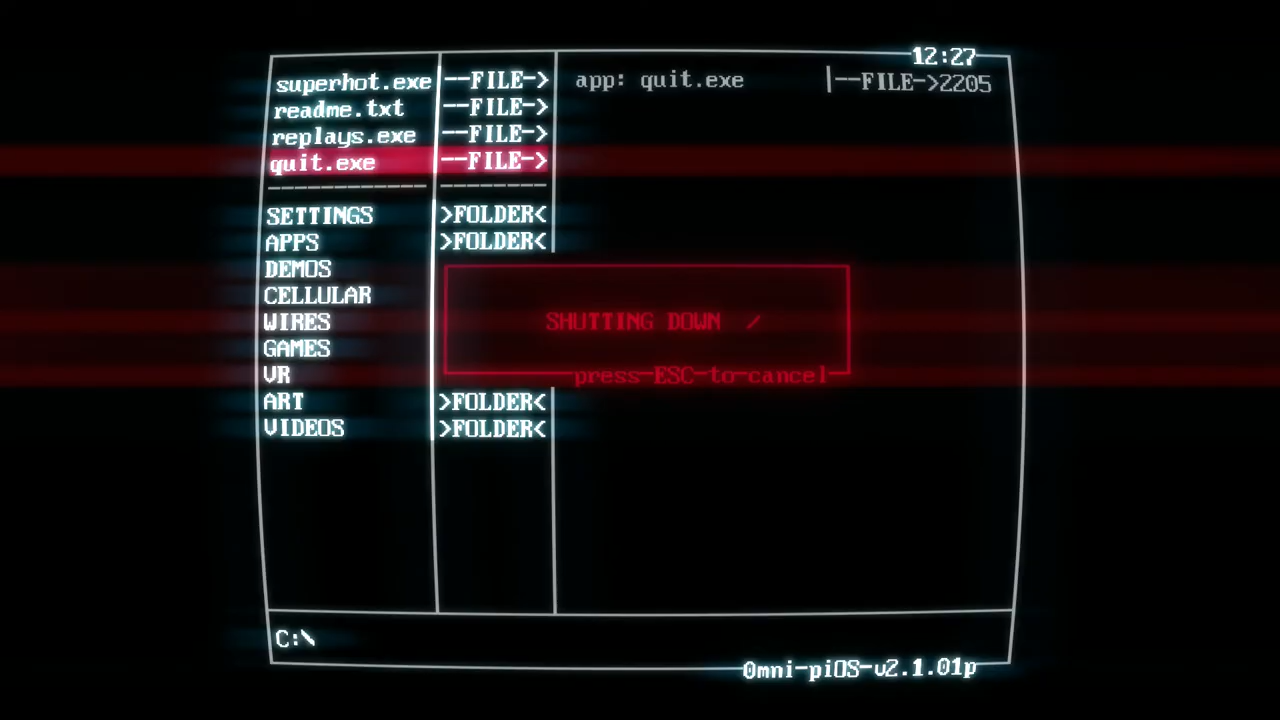 12:27
superhot.exe --FILE-> app: quit.exe |--FILE->2205
readme.txt --FILE->
replays.exe --FILE->
quit.exe --FILE->
------------ --------
SETTINGS >FOLDER<
APPS >FOLDER<
DEMOS
CELLULAR
WIRES SHUTTING DOWN /
GAMES
VR press ESC to cancel
ART >FOLDER<
VIDEOS >FOLDER<
C:\
0mni-piOS-v2.1.01p